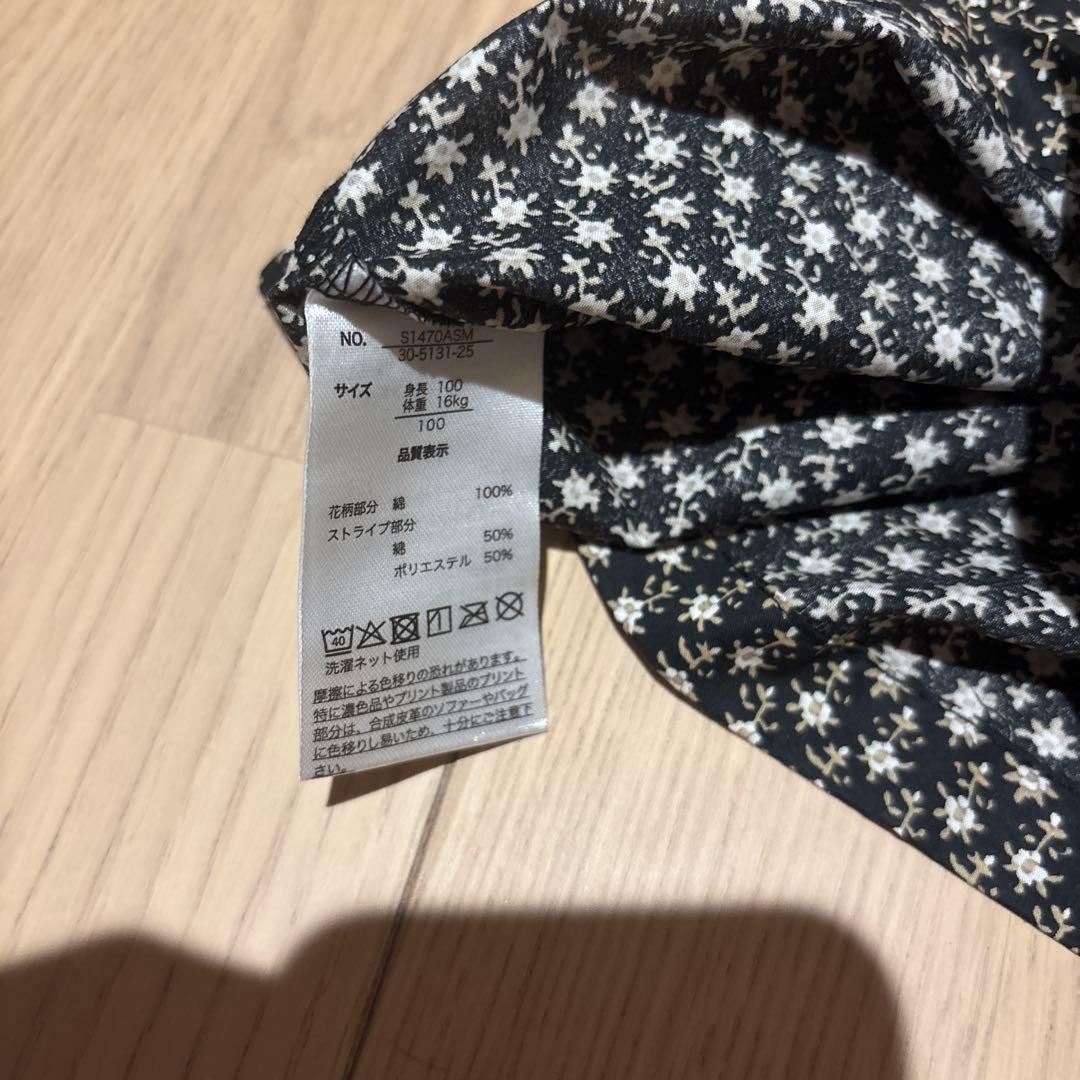 NO. S1470ASM
30-5131-25
サイズ 身長 100
体重 16kg
100
品質表示
花柄部分 綿 100%
ストライプ部分
綿 50%
ポリエステル 50%
40
洗濯ネット使用
摩擦による色移りの恐れがあります。
特に濃色品やプリント製品のプリント
部分は、合成皮革のソファーやバッグ
に色移りし易いため、十分にご注意下
さい。